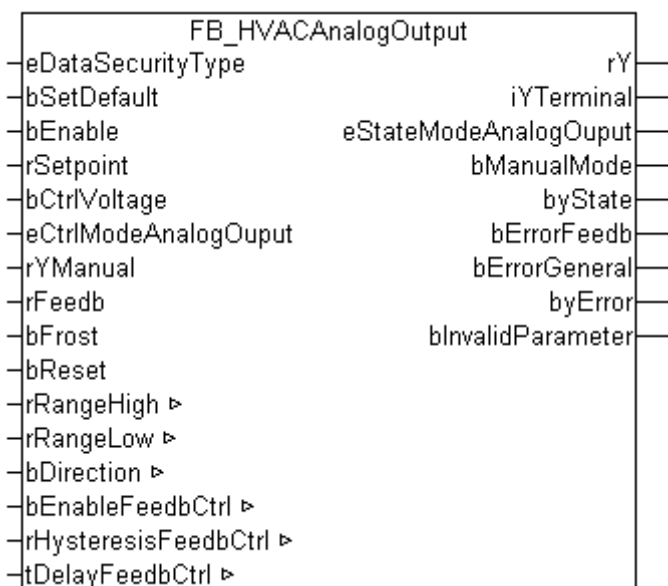 FB_HVACAnalogOutput
eDataSecurityType rY
bSetDefault iYTerminal
bEnable eStateModeAnalogOuput
rSetpoint bManualMode
bCtrlVoltage byState
eCtrlModeAnalogOuput bErrorFeedb
rYManual bErrorGeneral
rFeedb byError
bFrost bInvalidParameter
bReset
rRangeHigh ▷
rRangeLow ▷
bDirection ▷
bEnableFeedbCtrl ▷
rHysteresisFeedbCtrl ▷
tDelayFeedbCtrl ▷